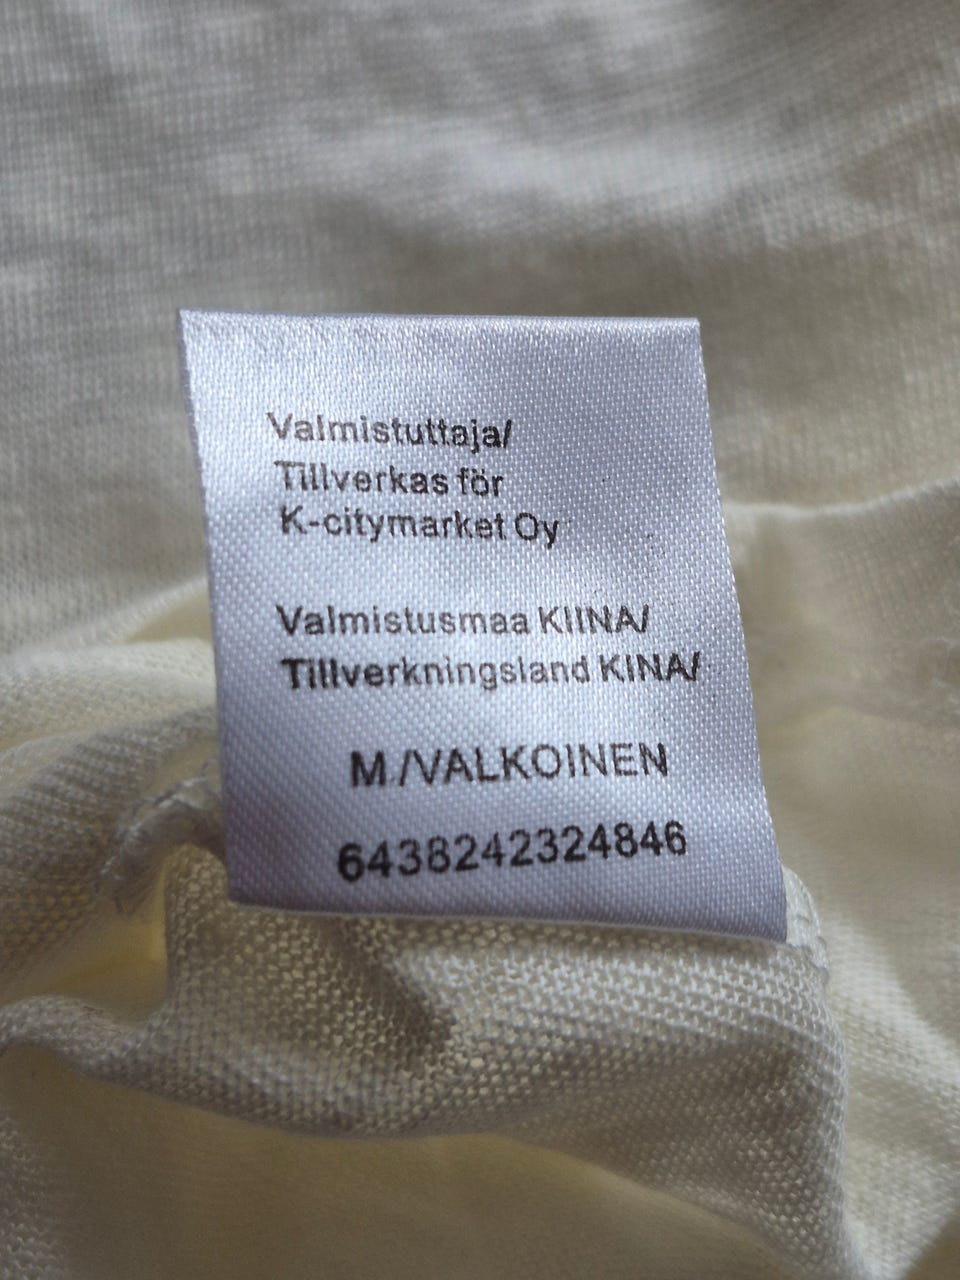 Valmistuttaja/
Tillverkas för
K-citymarket Oy
Valmistusmaa KIINA/
Tillverkningsland KINA/
M /VALKOINEN
6438242324846